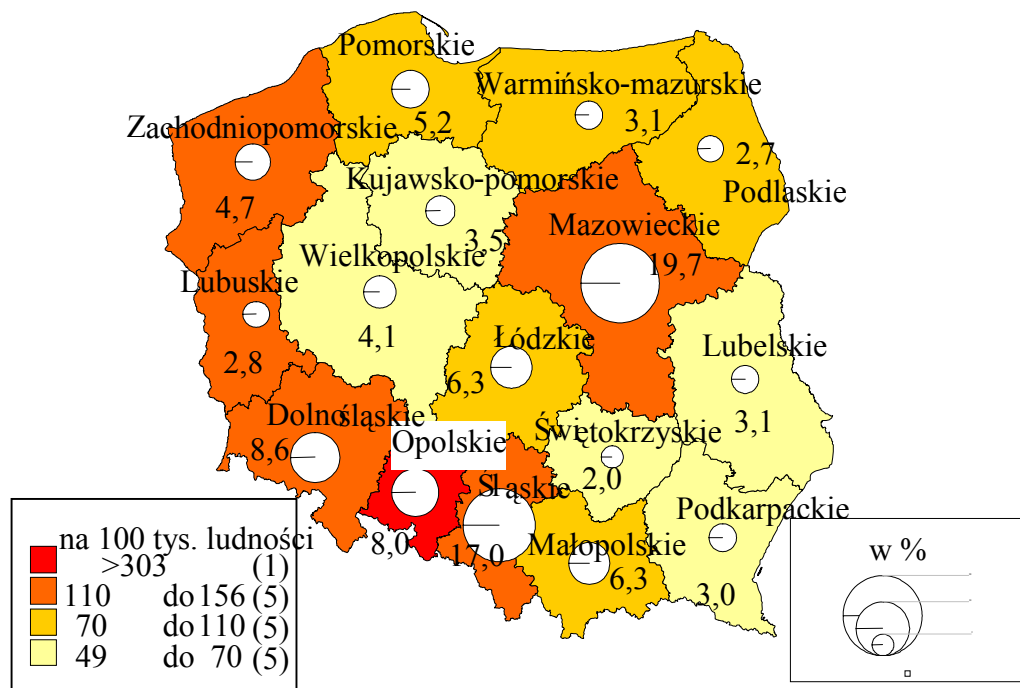 Pomorskie
5,2
Warmińsko-mazurskie
3,1
Zachodniopomorskie
4,7
2,7
Podlaskie
Kujawsko-pomorskie
3,5
Mazowieckie
19,7
Wielkopolskie
4,1
Lubuskie
2,8
Łódzkie
6,3
Lubelskie
3,1
Dolnośląskie
8,6
Opolskie
8,0
Świętokrzyskie
2,0
Śląskie
17,0
Małopolskie
6,3
Podkarpackie
3,0
na 100 tys. ludności
>303 (1)
110 do 156 (5)
70 do 110 (5)
49 do 70 (5)
w %